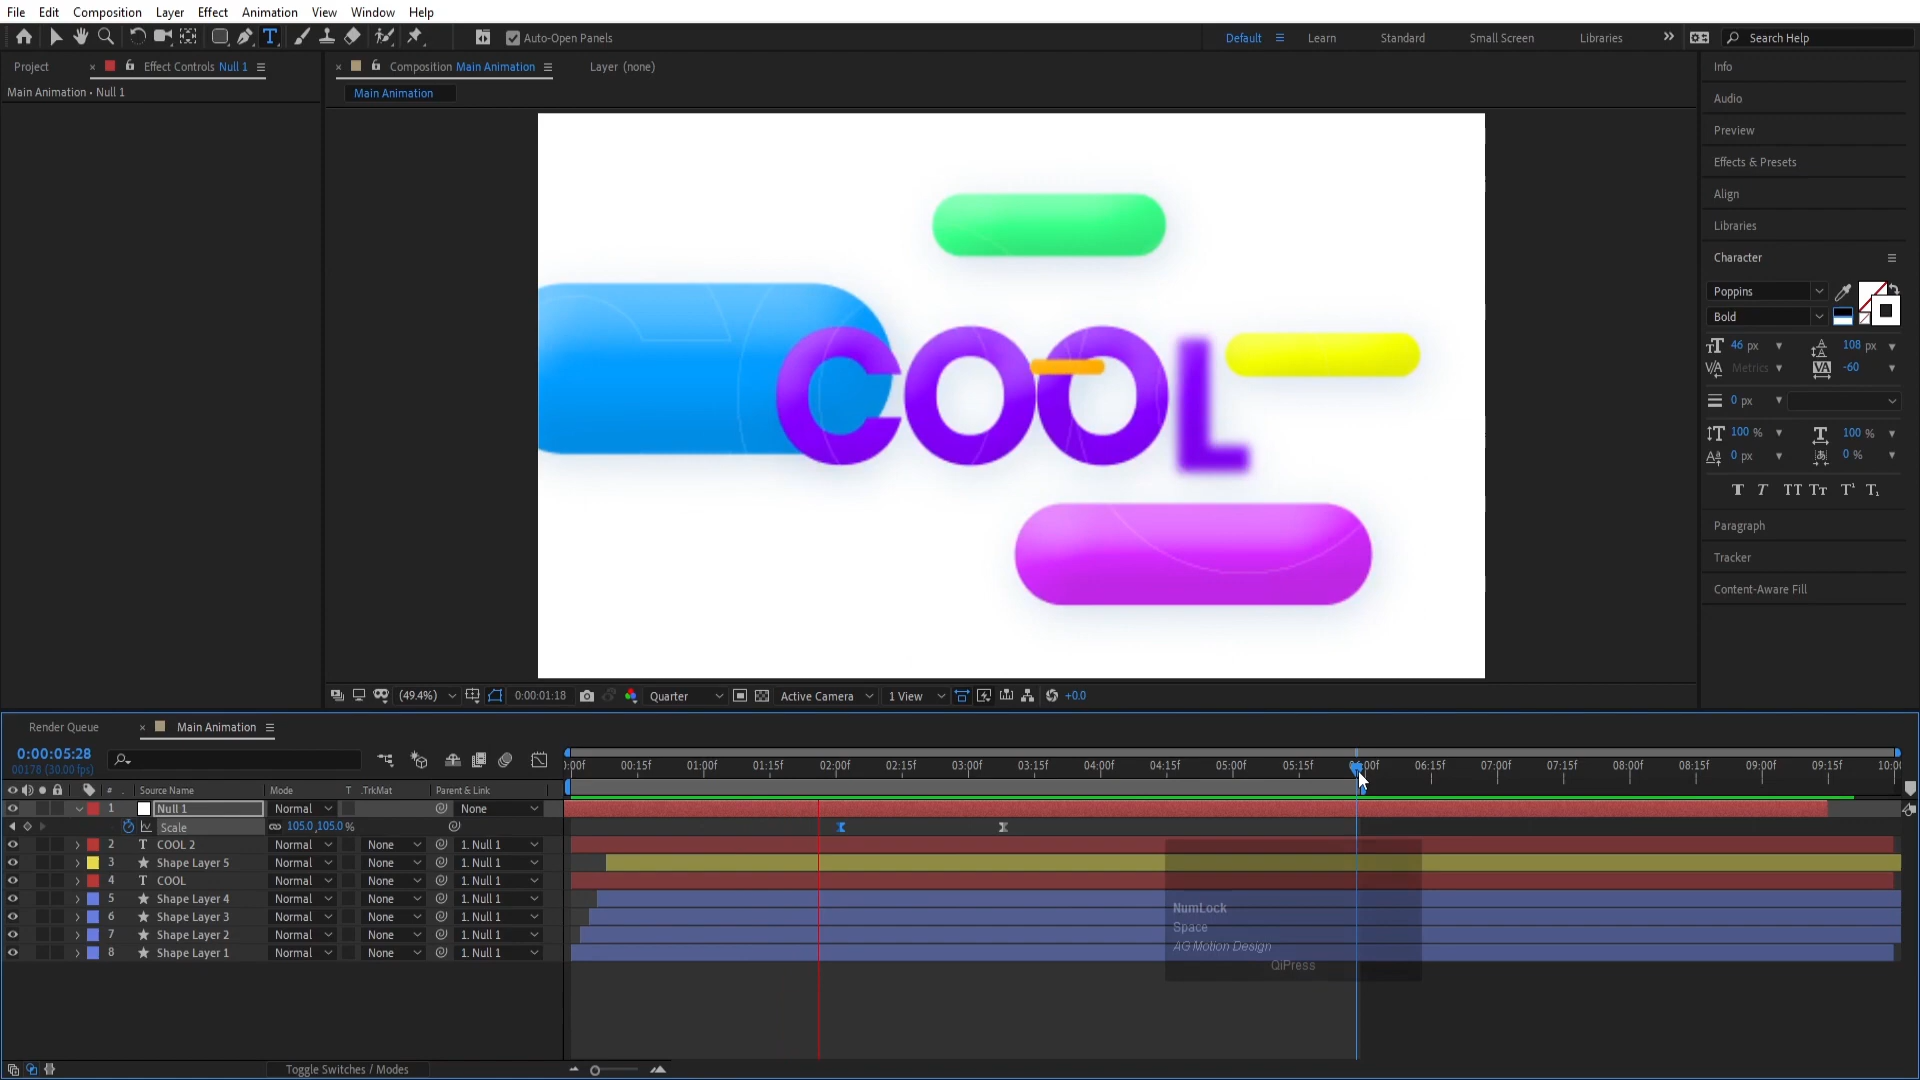 File Edit Composition Layer Effect Animation View Window Help
Auto-Open Panels
Default Learn Standard Small Screen Libraries Search Help
Project Effect Controls Null 1
Composition Main Animation
Layer (none)
Main Animation • Null 1
Main Animation
COOL
(49.4%) 0:00:01:18 Quarter Active Camera 1 View +0.0
Info
Audio
Preview
Effects & Presets
Align
Libraries
Character
Poppins
Bold
46 px 108 px
Metrics -60
0 px
100 % 100 %
0 px 0 %
T T TT Tт T¹ T₁
Paragraph
Tracker
Content-Aware Fill
Render Queue Main Animation
0:00:05:28
00178 (30.00 fps)
:00f 00:15f 01:00f 01:15f 02:00f 02:15f 03:00f 03:15f 04:00f 04:15f 05:00f 05:15f 06:00f 06:15f 07:00f 07:15f 08:00f 08:15f 09:00f 09:15f 10:0
# Source Name Mode T .TrkMat Parent & Link
1 Null 1 Normal None
Scale 105.0,105.0 %
2 T COOL 2 Normal None 1. Null 1
3 Shape Layer 5 Normal None 1. Null 1
4 T COOL Normal None 1. Null 1
5 Shape Layer 4 Normal None 1. Null 1
6 Shape Layer 3 Normal None 1. Null 1
7 Shape Layer 2 Normal None 1. Null 1
8 Shape Layer 1 Normal None 1. Null 1
NumLock
Space
AG Motion Design
QiPress
Toggle Switches / Modes